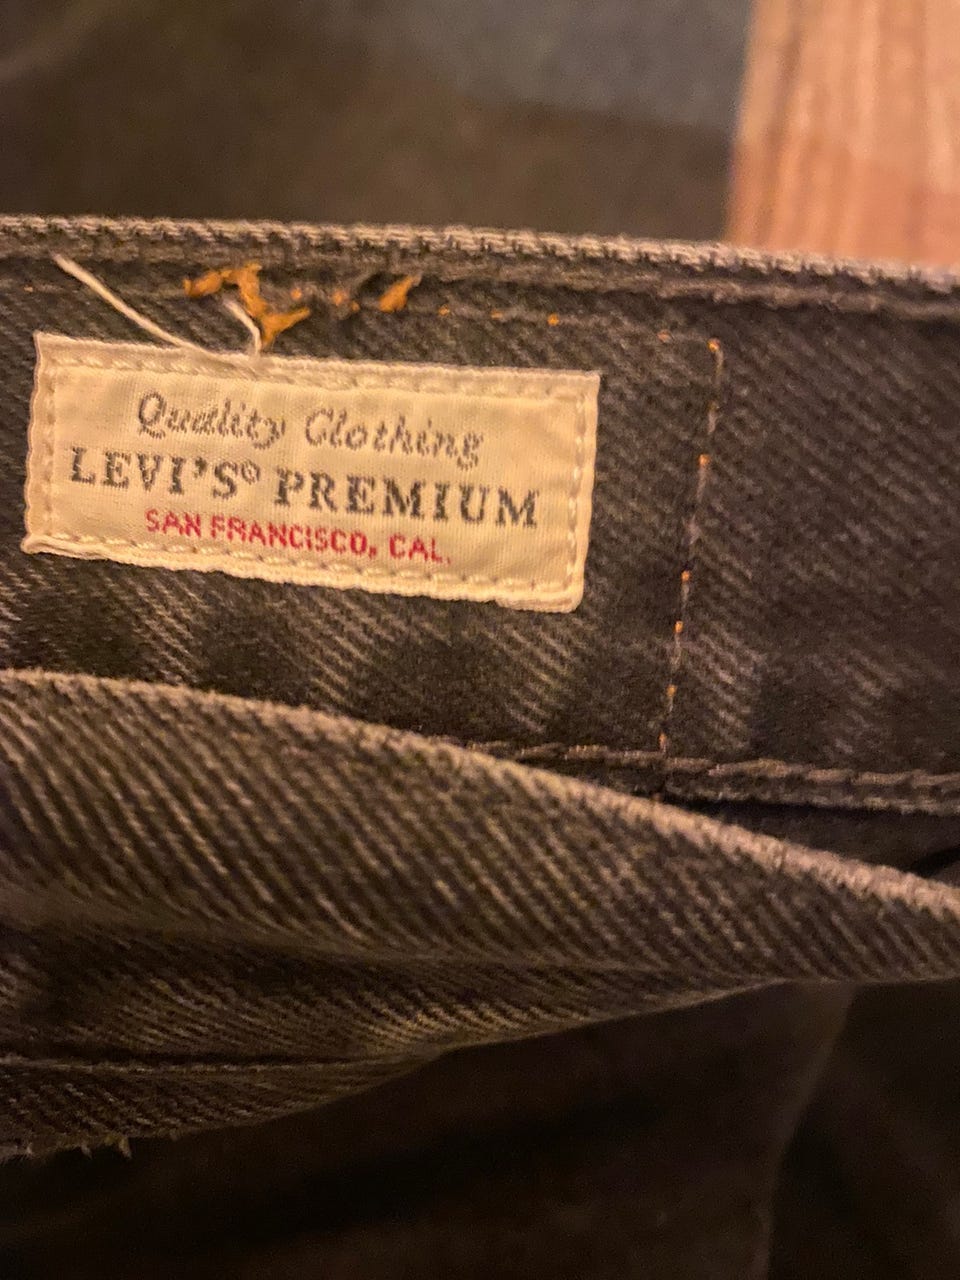 Quality Clothing
LEVI'S® PREMIUM
SAN FRANCISCO, CAL.